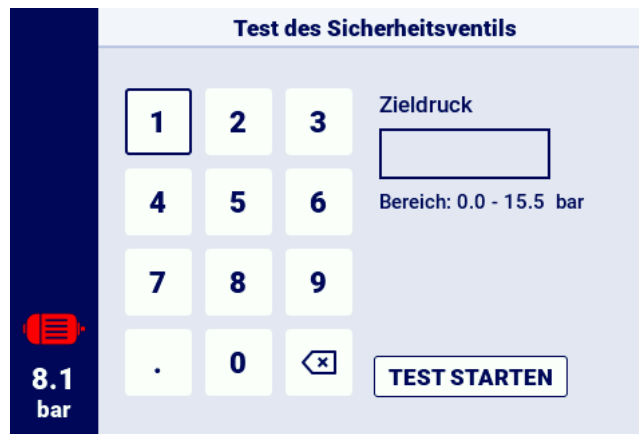 Test des Sicherheitsventils
1 2 3
Zieldruck
4 5 6
Bereich: 0.0 - 15.5 bar
7 8 9
. 0
TEST STARTEN
8.1
bar